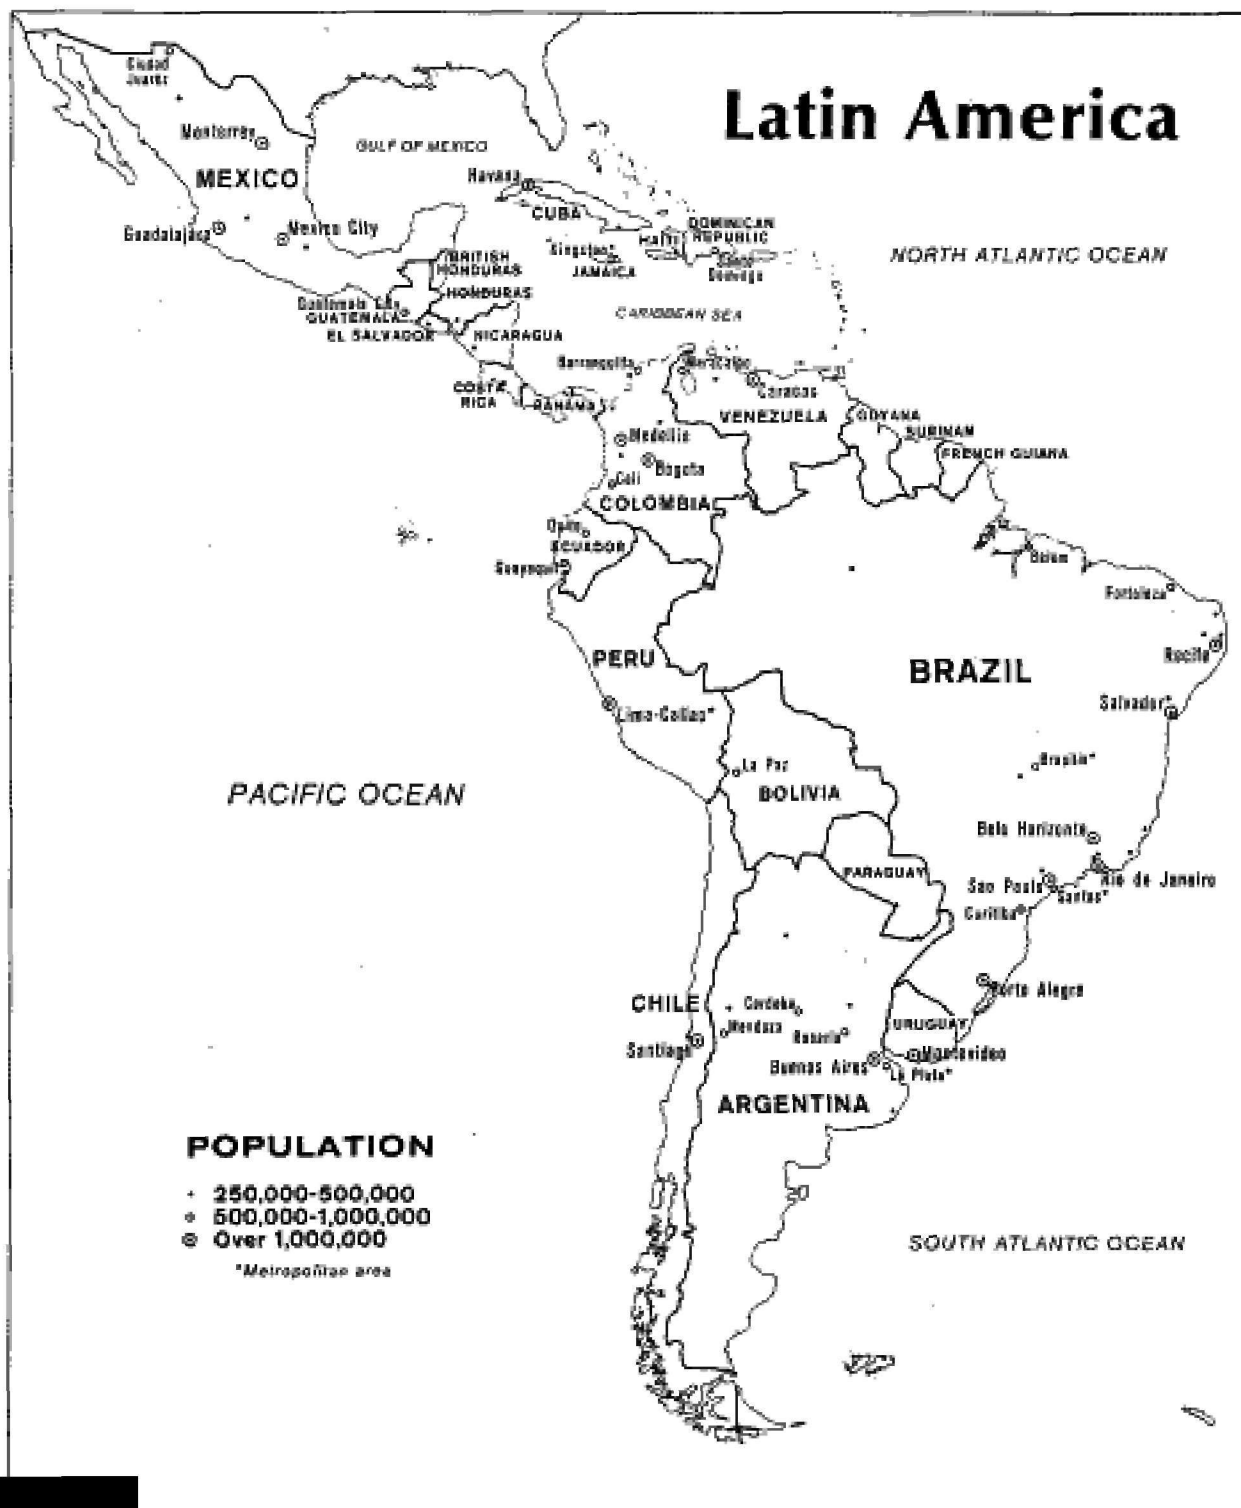 Latin America
Ciudad
Juarez
Monterrey
GULF OF MEXICO
MEXICO
Havana
CUBA
Guadalajara
Mexico City
DOMINICAN
REPUBLIC
HAITI
Kingston*
JAMAICA
Santo
Domingo
NORTH ATLANTIC OCEAN
BRITISH
HONDURAS
HONDURAS
Guatemala City
GUATEMALA
EL SALVADOR
NICARAGUA
CARIBBEAN SEA
COSTA
RICA
PANAMA
Barranquilla
Maracaibo
Caracas
VENEZUELA
GUYANA
SURINAM
FRENCH GUIANA
Medellin
Bogota
Cali
COLOMBIA
Quito
ECUADOR
Guayaquil
Belem
Fortaleza
Recife
PERU
BRAZIL
Lima-Callao*
Salvador*
Brasilia*
La Paz
BOLIVIA
PACIFIC OCEAN
Belo Horizonte
PARAGUAY
Sao Paulo
Santos*
Rio de Janeiro
Curitiba
CHILE
Cordoba
Mendoza
Rosario
Porto Alegre
URUGUAY
Santiago
Buenos Aires
Montevideo
La Plata*
ARGENTINA
POPULATION
250,000-500,000
500,000-1,000,000
Over 1,000,000
*Metropolitan area
SOUTH ATLANTIC OCEAN